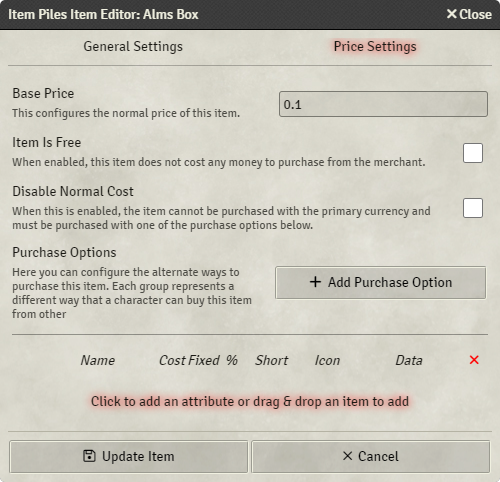 Item Piles Item Editor: Alms Box
✕Close
General Settings
Price Settings
Base Price
This configures the normal price of this item.
0.1
Item Is Free
When enabled, this item does not cost any money to purchase from the merchant.
Disable Normal Cost
When this is enabled, the item cannot be purchased with the primary currency and
must be purchased with one of the purchase options below.
Purchase Options
Here you can configure the alternate ways to
purchase this item. Each group represents a
different way that a character can buy this item
from other
+ Add Purchase Option
Name Cost Fixed % Short Icon Data ✕
Click to add an attribute or drag & drop an item to add
Update Item
✕ Cancel